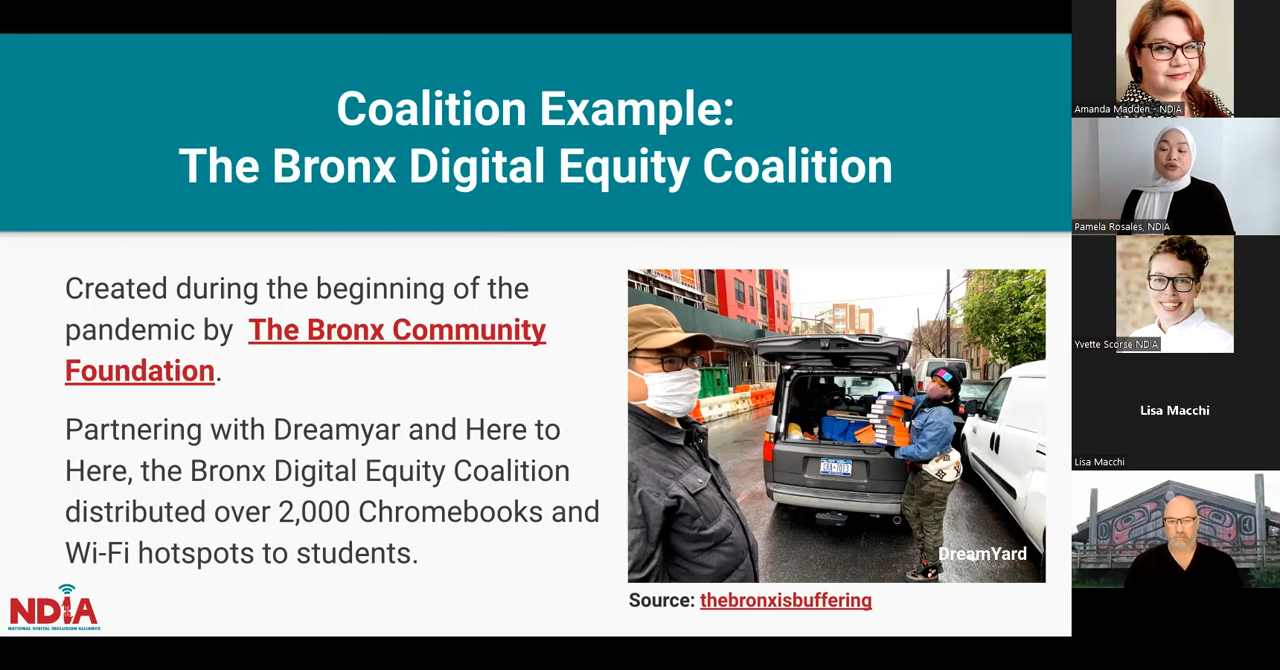 Coalition Example:
The Bronx Digital Equity Coalition
Created during the beginning of the
pandemic by The Bronx Community
Foundation.
Partnering with Dreamyar and Here to
Here, the Bronx Digital Equity Coalition
distributed over 2,000 Chromebooks and
Wi-Fi hotspots to students.
DreamYard
Source: thebronxisbuffering
NDIA
NATIONAL DIGITAL INCLUSION ALLIANCE
Amanda Madden - NDIA
Pamela Rosales, NDIA
Yvette Scorse NDIA
Lisa Macchi
Lisa Macchi